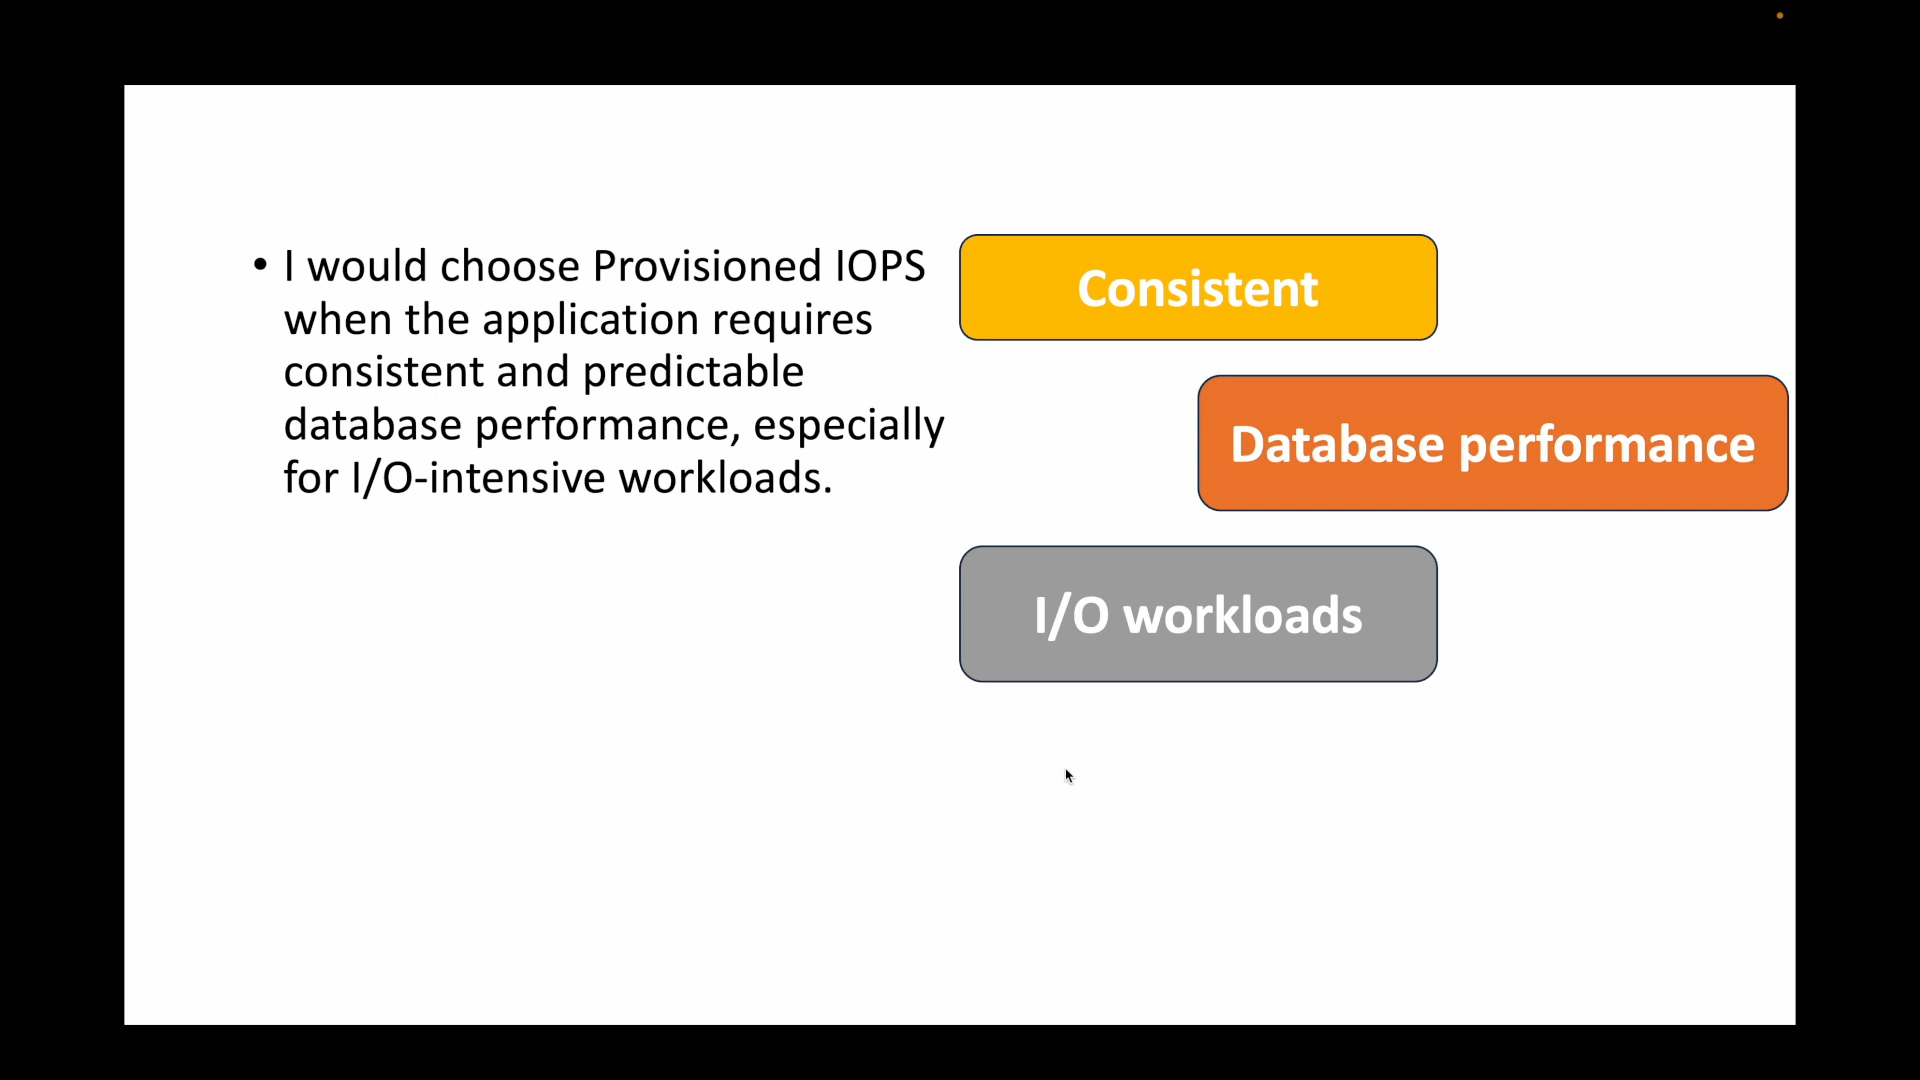 • I would choose Provisioned IOPS
when the application requires
consistent and predictable
database performance, especially
for I/O-intensive workloads.
Consistent
Database performance
I/O workloads